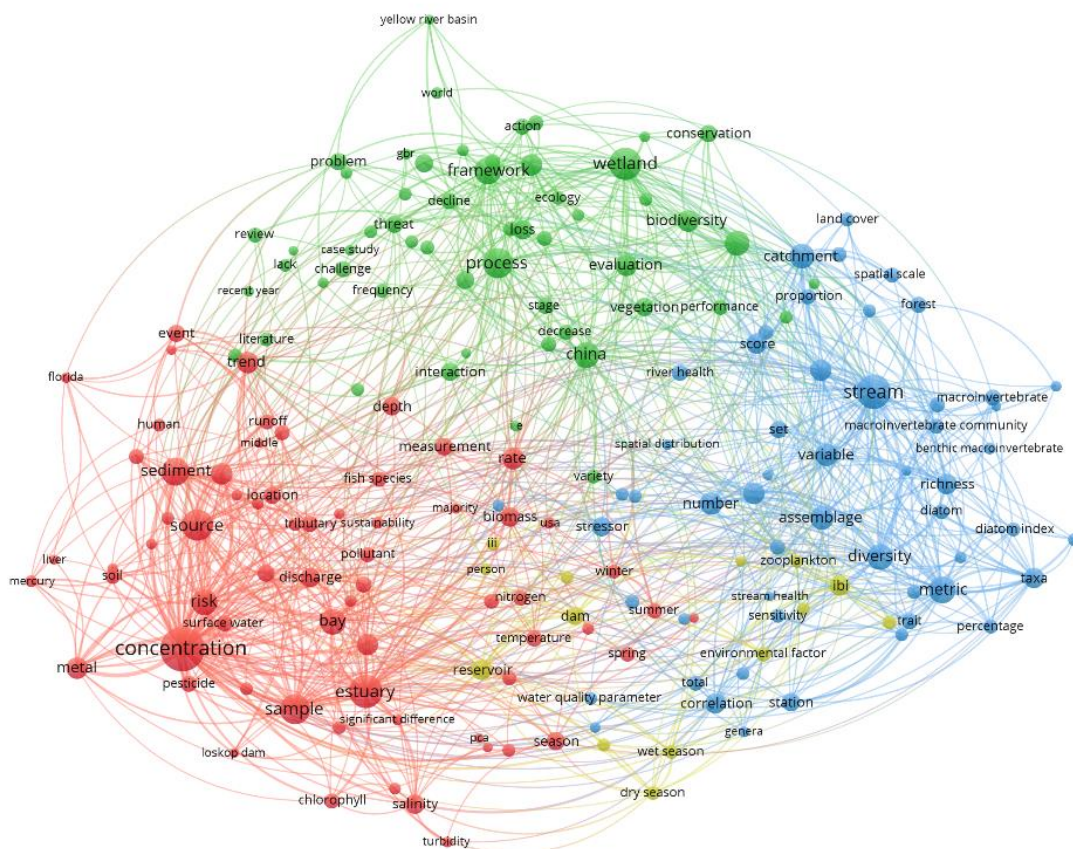 yellow river basin
world
action
conservation
problem
gbr
framework
wetland
ecology
decline
biodiversity
land cover
threat
loss
review
case study
catchment
lack
challenge
process
evaluation
spatial scale
recent year
frequency
stage
vegetation
performance
proportion
forest
event
literature
decrease
score
trend
china
florida
interaction
river health
stream
macroinvertebrate
depth
human
runoff
middle
e
set
macroinvertebrate community
measurement
spatial distribution
benthic macroinvertebrate
rate
variable
sediment
fish species
variety
location
richness
majority
number
source
tributary
sustainability
biomass
usa
stressor
assemblage
diatom
diatom index
iii
liver
pollutant
person
winter
zooplankton
diversity
mercury
soil
discharge
ibi
taxa
risk
nitrogen
summer
stream health
metric
surface water
bay
dam
sensitivity
trait
percentage
concentration
temperature
spring
environmental factor
metal
pesticide
reservoir
total
estuary
water quality parameter
sample
correlation
station
significant difference
genera
loskop dam
pca
season
wet season
chlorophyll
salinity
dry season
turbidity